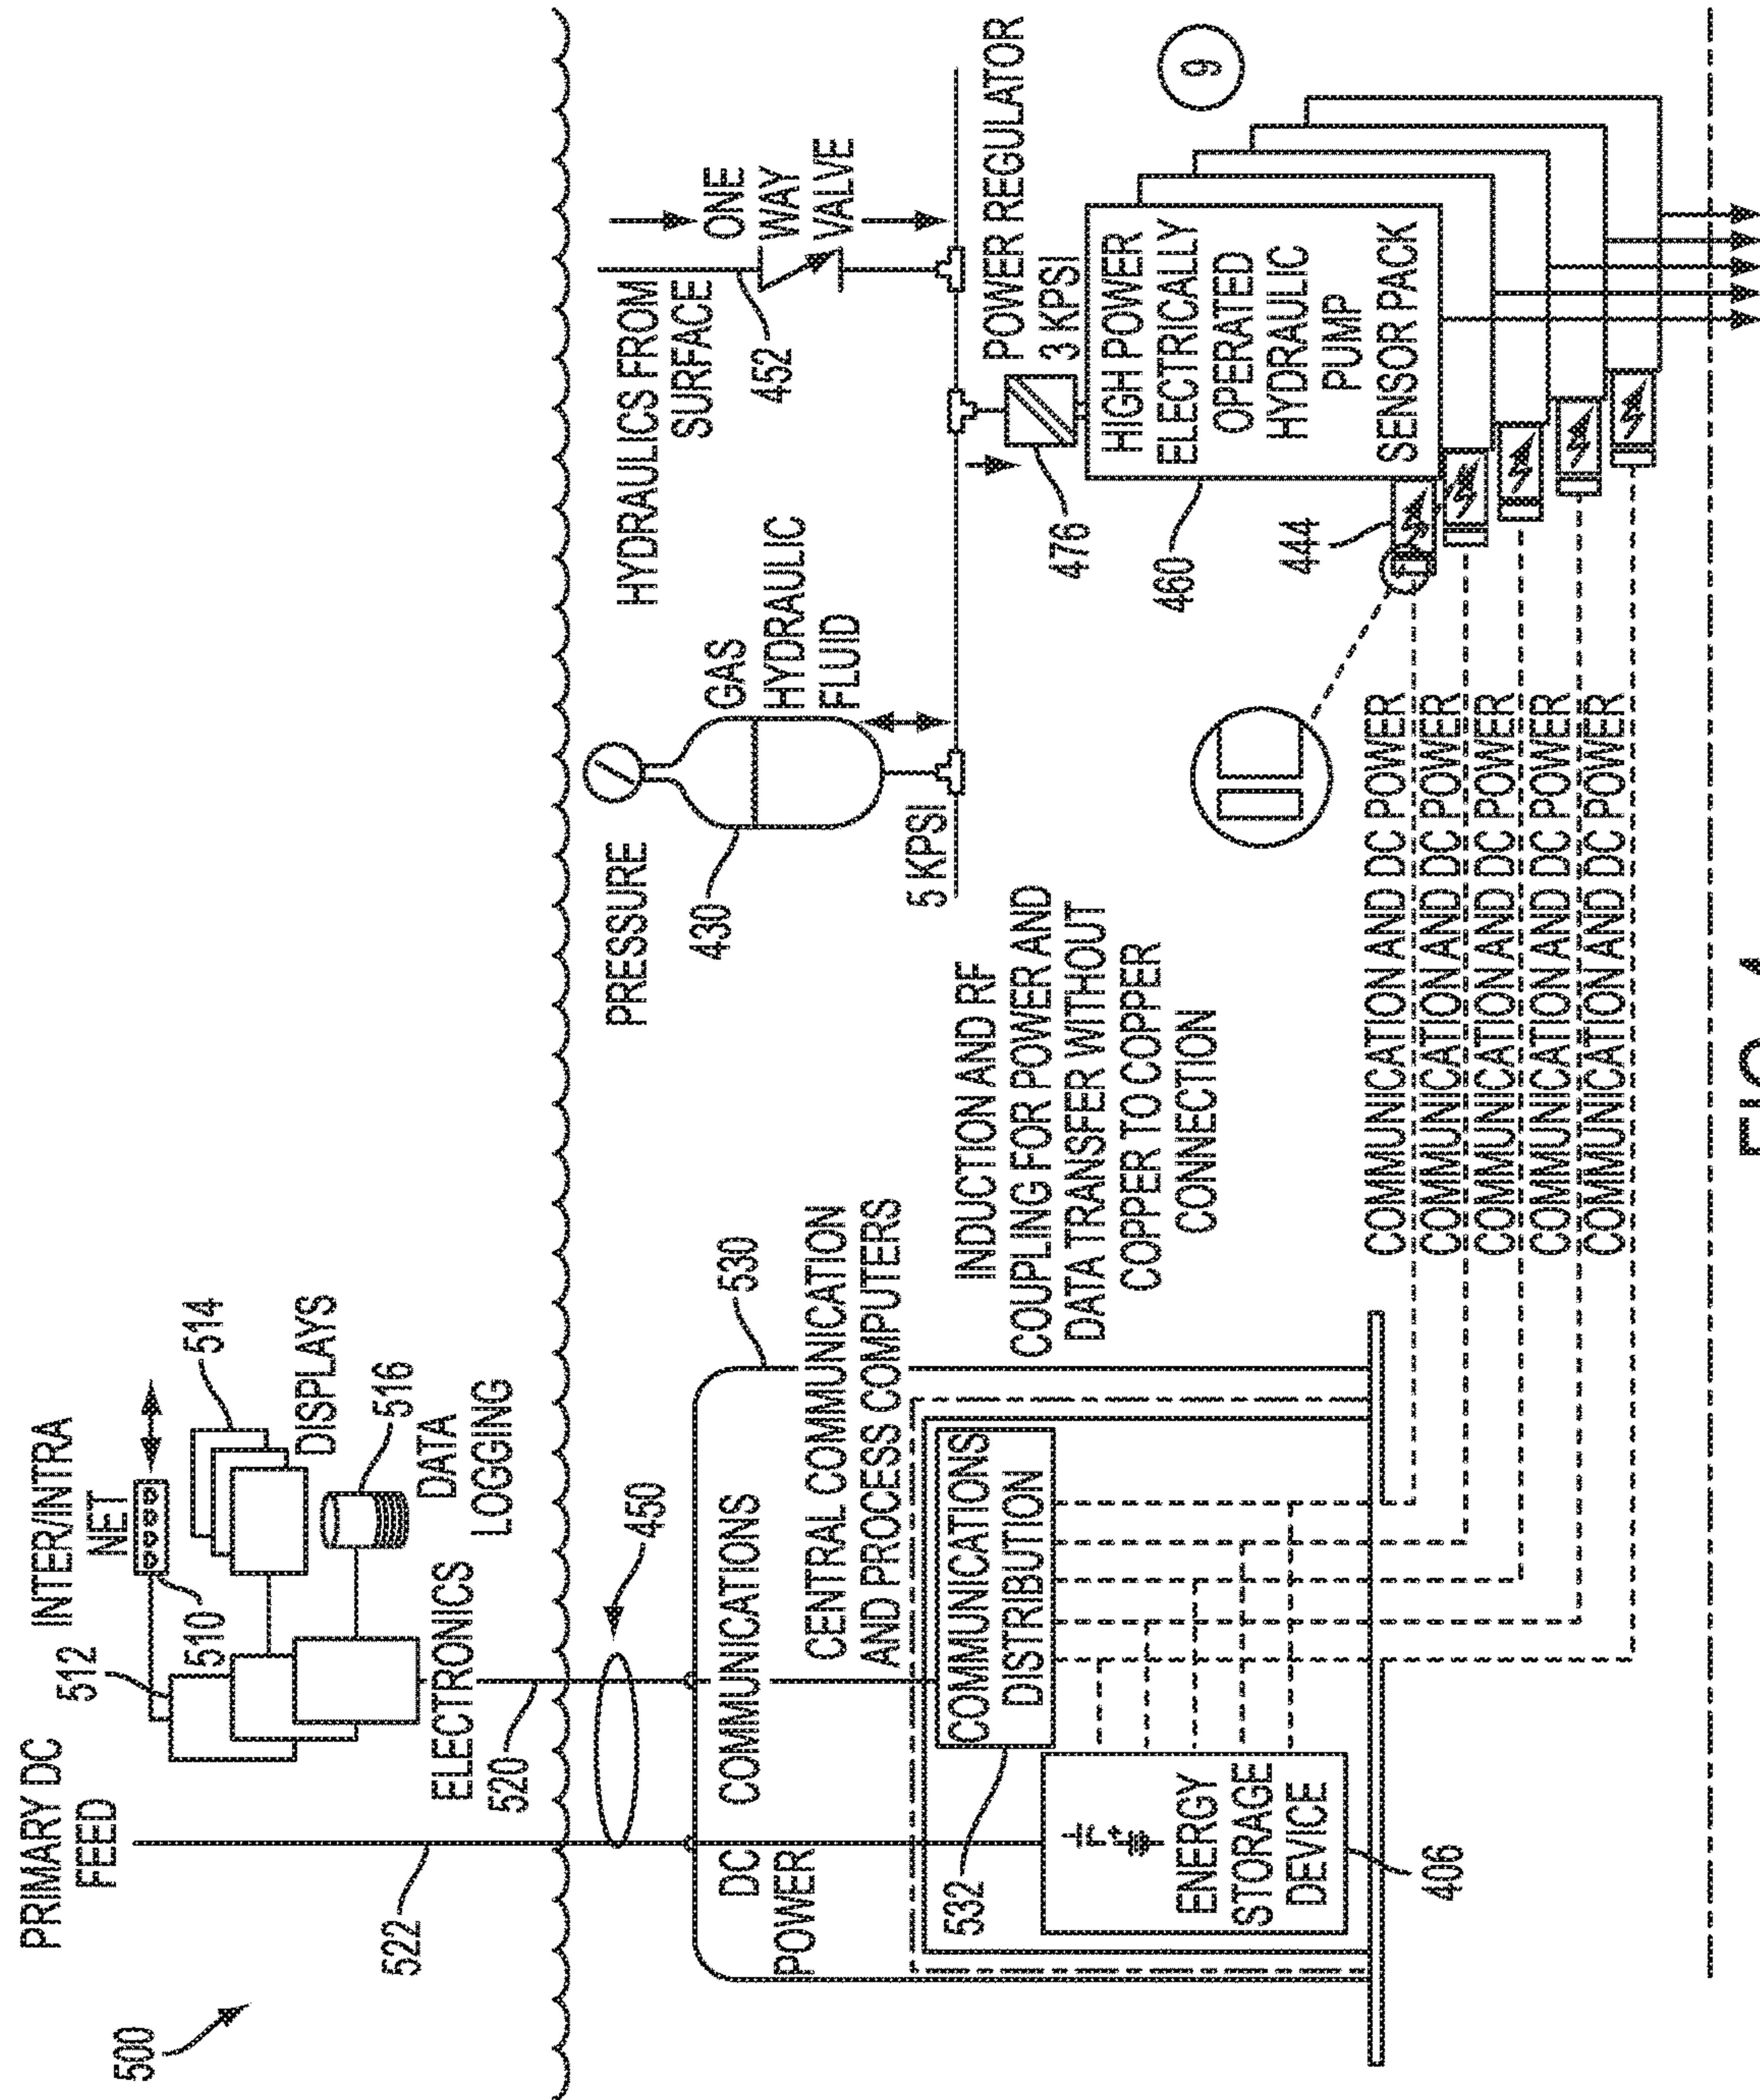 500
PRIMARY DC
FEED
522
512
INTER/INTRA
NET
510
514
DISPLAYS
516
DATA
LOGGING
ELECTRONICS
520
450
DC
POWER
COMMUNICATIONS
530
CENTRAL COMMUNICATION
AND PROCESS COMPUTERS
COMMUNICATIONS
DISTRIBUTION
532
ENERGY
STORAGE
DEVICE
406
PRESSURE
430
GAS
HYDRAULIC
FLUID
5 KPSI
HYDRAULICS FROM
SURFACE
452
ONE
WAY
VALVE
POWER REGULATOR
3 KPSI
476
INDUCTION AND RF
COUPLING FOR POWER AND
DATA TRANSFER WITHOUT
COPPER TO COPPER
CONNECTION
460
HIGH POWER
ELECTRICALLY
OPERATED
HYDRAULIC
PUMP
SENSOR PACK
9
444
COMMUNICATION AND DC POWER
COMMUNICATION AND DC POWER
COMMUNICATION AND DC POWER
COMMUNICATION AND DC POWER
COMMUNICATION AND DC POWER